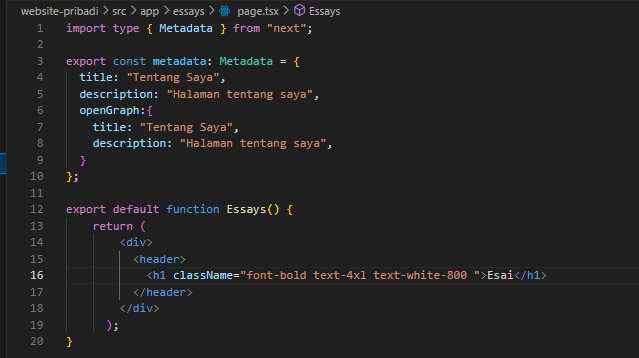 website-pribadi > src > app > essays > page.tsx > Essays
1 import type { Metadata } from "next";
2
3 export const metadata: Metadata = {
4   title: "Tentang Saya",
5   description: "Halaman tentang saya",
6   openGraph:{
7     title: "Tentang Saya",
8     description: "Halaman tentang saya",
9   }
10 };
11
12 export default function Essays() {
13     return (
14         <div>
15           <header>
16             <h1 className="font-bold text-4xl text-white-800 ">Esai</h1>
17           </header>
18         </div>
19       );
20 }